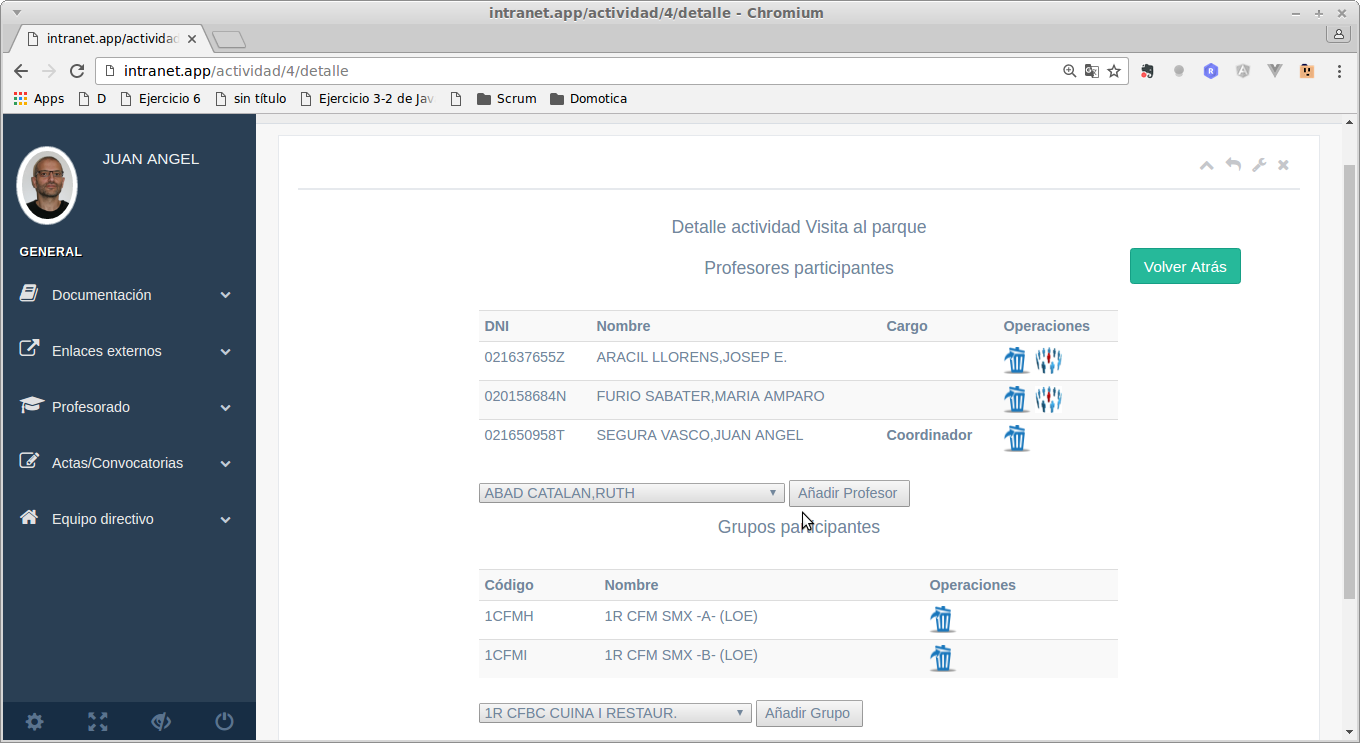 intranet.app/actividad/4/detalle - Chromium
intranet.app/actividad
intranet.app/actividad/4/detalle
Apps D Ejercicio 6 sin título Ejercicio 3-2 de Jav Scrum Domotica
JUAN ANGEL
GENERAL
Documentación
Enlaces externos
Profesorado
Actas/Convocatorias
Equipo directivo
Detalle actividad Visita al parque
Profesores participantes
Volver Atrás
DNI Nombre Cargo Operaciones
021637655Z ARACIL LLORENS,JOSEP E.
020158684N FURIO SABATER,MARIA AMPARO
021650958T SEGURA VASCO,JUAN ANGEL Coordinador
ABAD CATALAN,RUTH Añadir Profesor
Grupos participantes
Código Nombre Operaciones
1CFMH 1R CFM SMX -A- (LOE)
1CFMI 1R CFM SMX -B- (LOE)
1R CFBC CUINA I RESTAUR. Añadir Grupo